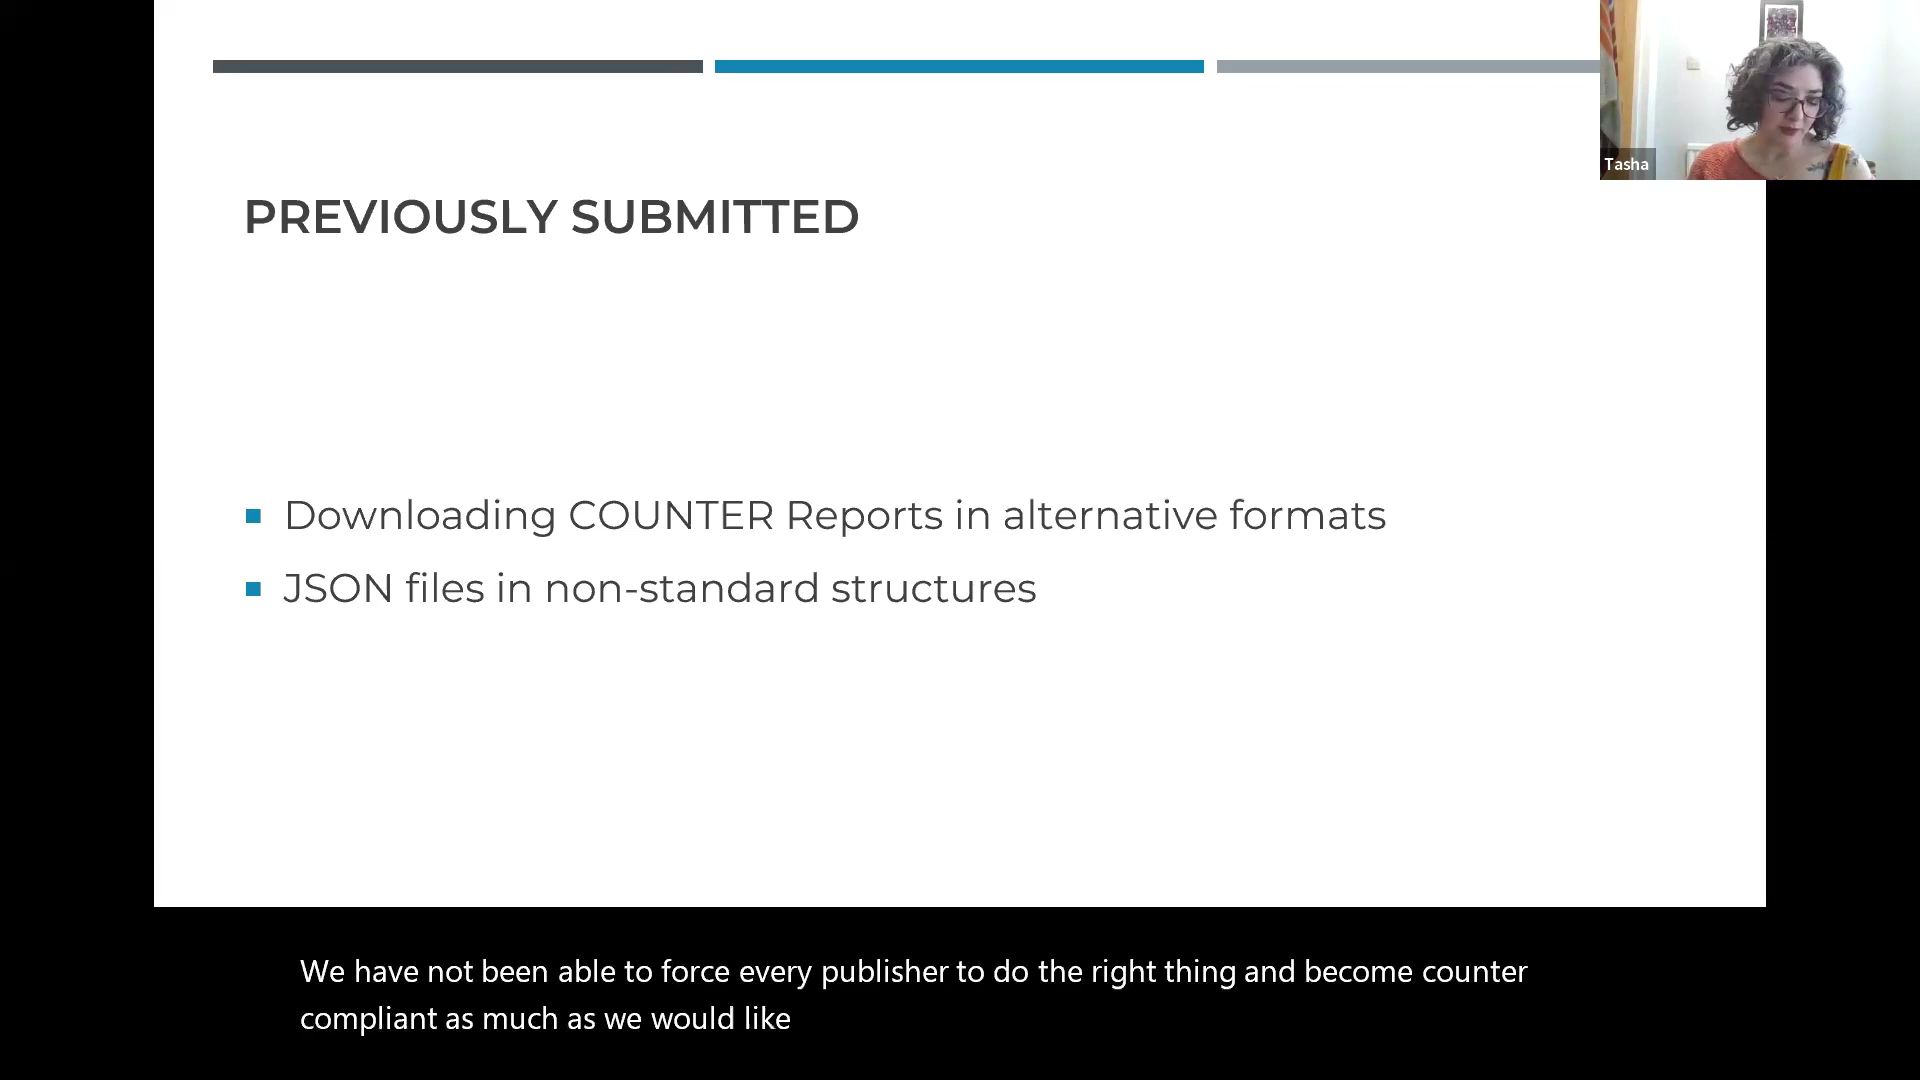 Tasha
PREVIOUSLY SUBMITTED
Downloading COUNTER Reports in alternative formats
JSON files in non-standard structures
We have not been able to force every publisher to do the right thing and become counter
compliant as much as we would like